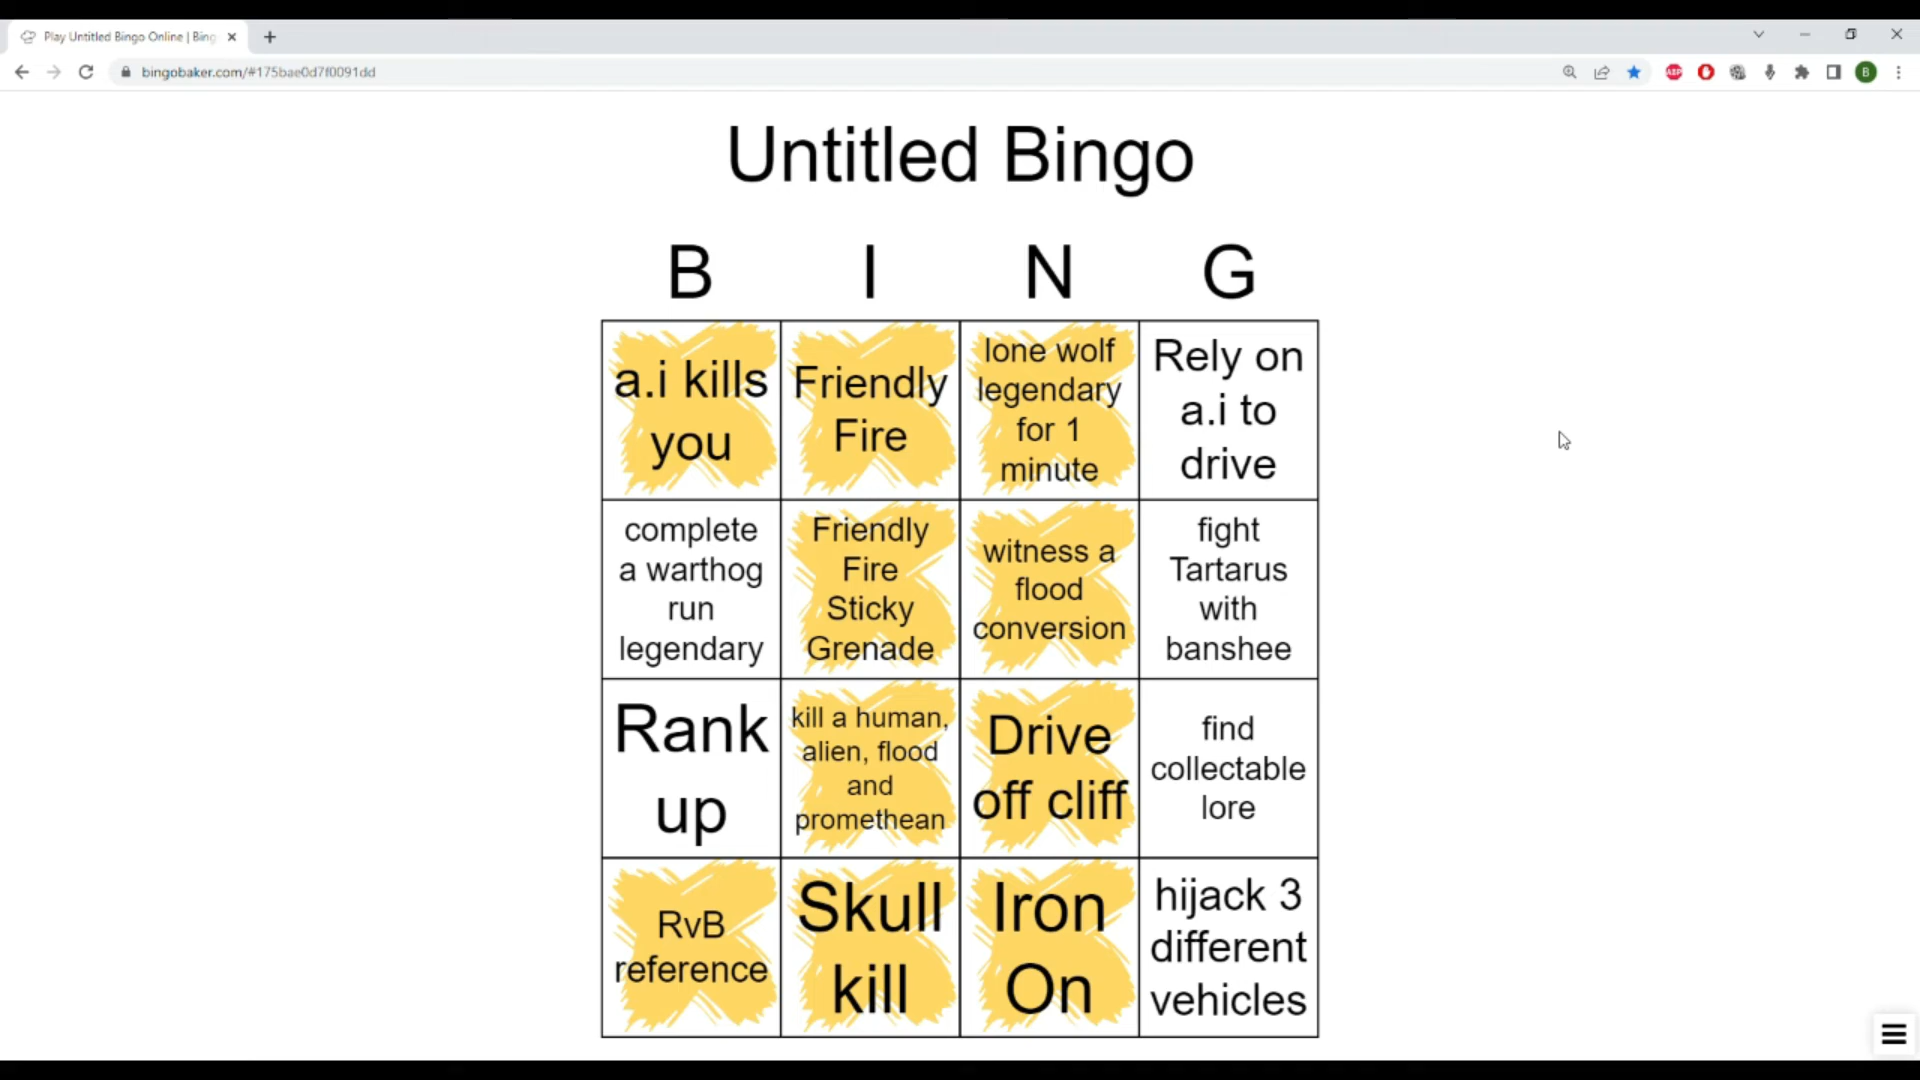 Play Untitled Bingo Online | Bing
bingobaker.com/#175bae0d7f0091dd
ABP
B
Untitled Bingo
B I N G
a.i kills
you
Friendly
Fire
lone wolf
legendary
for 1
minute
Rely on
a.i to
drive
complete
a warthog
run
legendary
Friendly
Fire
Sticky
Grenade
witness a
flood
conversion
fight
Tartarus
with
banshee
Rank
up
kill a human,
alien, flood
and
promethean
Drive
off cliff
find
collectable
lore
RvB
reference
Skull
kill
Iron
On
hijack 3
different
vehicles